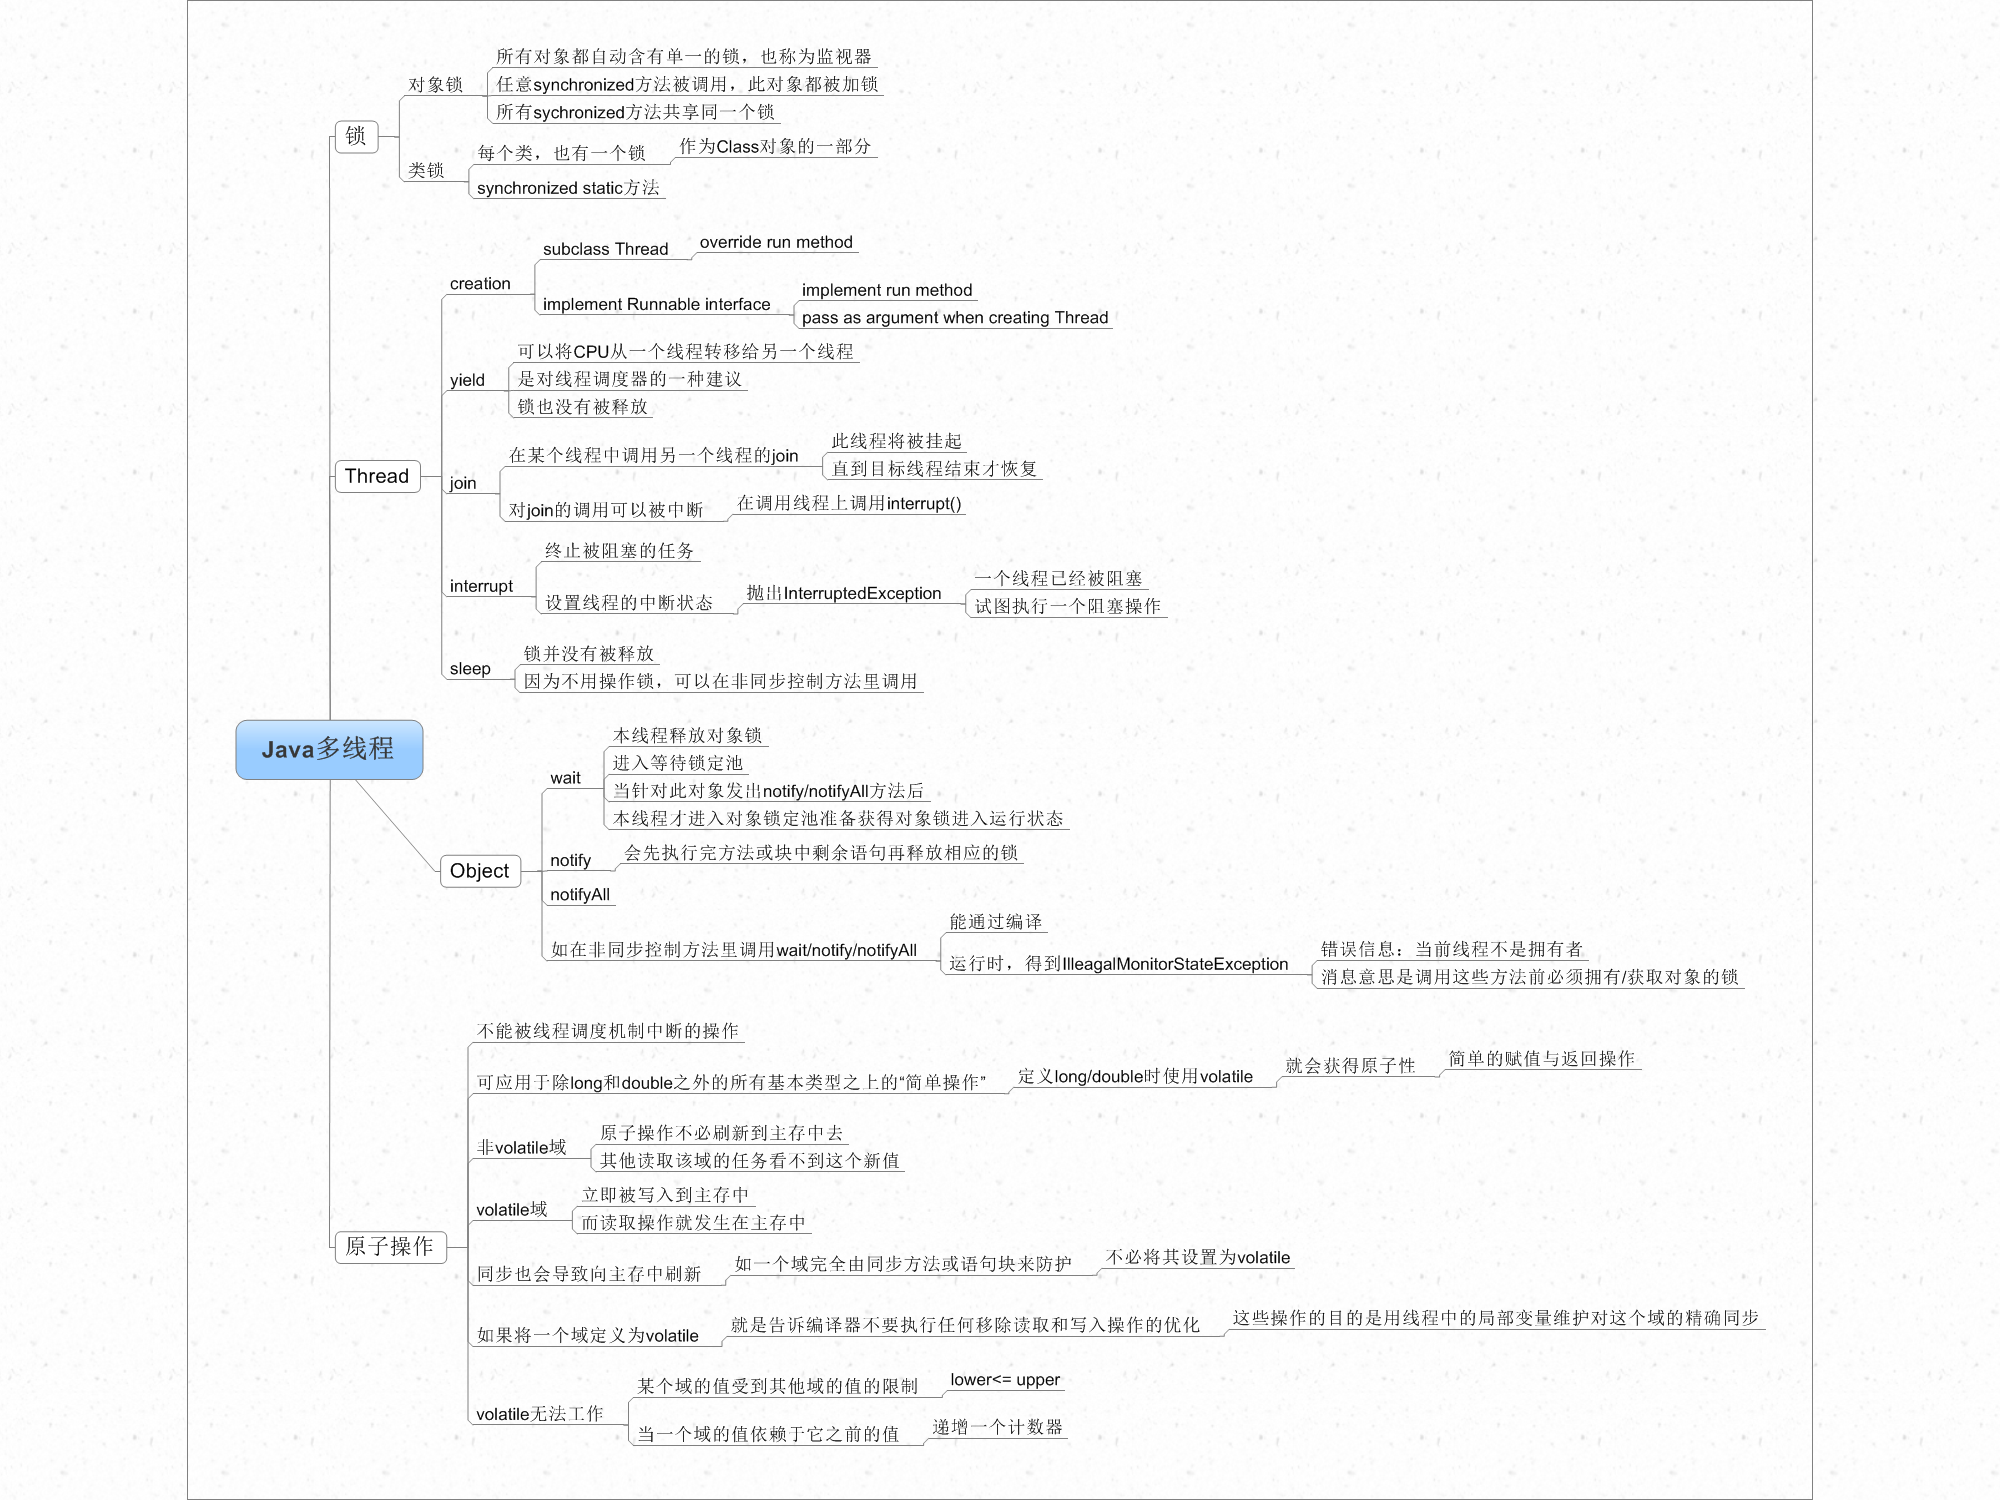 所有对象都自动含有单一的锁，也称为监视器
对象锁
任意synchronized方法被调用，此对象都被加锁
所有sychronized方法共享同一个锁
锁
每个类，也有一个锁
作为Class对象的一部分
类锁
synchronized static方法
subclass Thread
override run method
creation
implement Runnable interface
implement run method
pass as argument when creating Thread
可以将CPU从一个线程转移给另一个线程
yield
是对线程调度器的一种建议
锁也没有被释放
Thread
在某个线程中调用另一个线程的join
此线程将被挂起
直到目标线程结束才恢复
join
对join的调用可以被中断
在调用线程上调用interrupt()
终止被阻塞的任务
interrupt
设置线程的中断状态
抛出InterruptedException
一个线程已经被阻塞
试图执行一个阻塞操作
锁并没有被释放
sleep
因为不用操作锁，可以在非同步控制方法里调用
Java多线程
本线程释放对象锁
进入等待锁定池
wait
当针对此对象发出notify/notifyAll方法后
本线程才进入对象锁定池准备获得对象锁进入运行状态
Object
notify
会先执行完方法或块中剩余语句再释放相应的锁
notifyAll
如在非同步控制方法里调用wait/notify/notifyAll
能通过编译
运行时，得到IlleagalMonitorStateException
错误信息：当前线程不是拥有者
消息意思是调用这些方法前必须拥有/获取对象的锁
不能被线程调度机制中断的操作
可应用于除long和double之外的所有基本类型之上的“简单操作”
定义long/double时使用volatile
就会获得原子性
简单的赋值与返回操作
非volatile域
原子操作不必刷新到主存中去
其他读取该域的任务看不到这个新值
volatile域
立即被写入到主存中
而读取操作就发生在主存中
原子操作
同步也会导致向主存中刷新
如一个域完全由同步方法或语句块来防护
不必将其设置为volatile
如果将一个域定义为volatile
就是告诉编译器不要执行任何移除读取和写入操作的优化
这些操作的目的是用线程中的局部变量维护对这个域的精确同步
volatile无法工作
某个域的值受到其他域的值的限制
lower<= upper
当一个域的值依赖于它之前的值
递增一个计数器